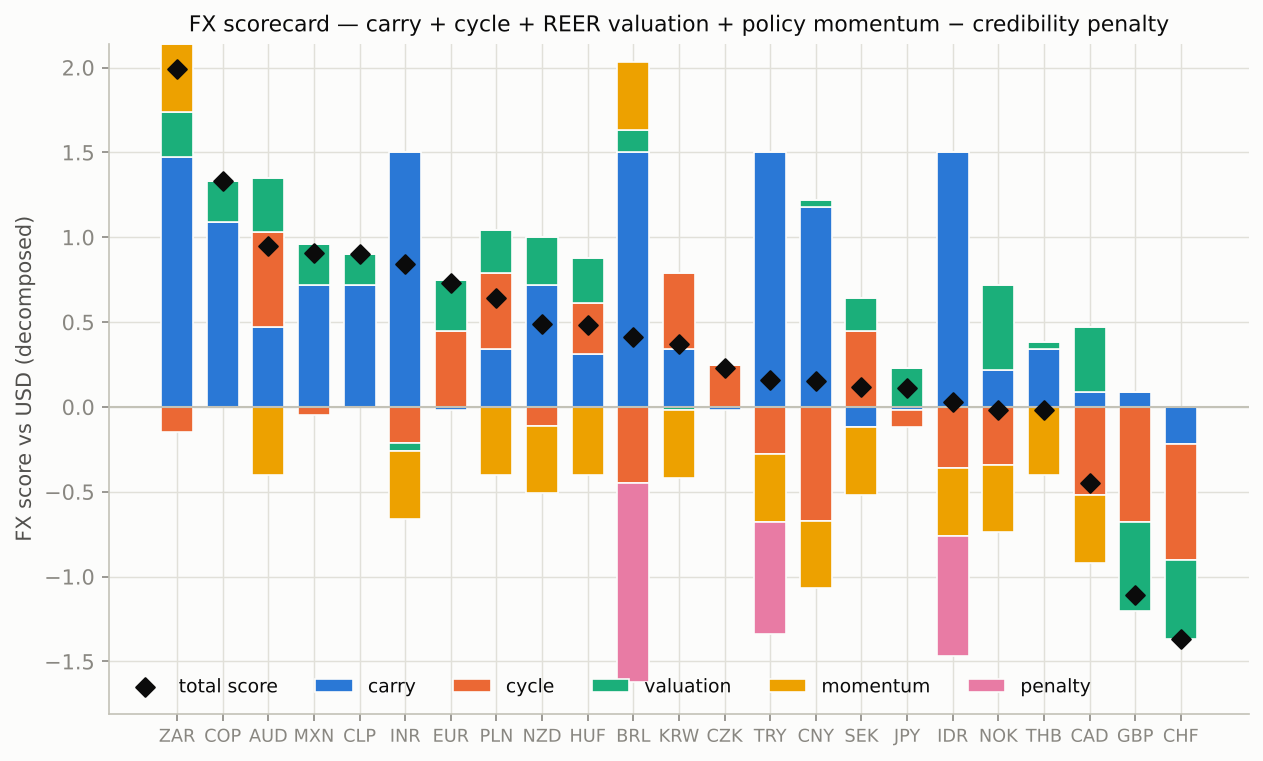 FX scorecard — carry + cycle + REER valuation + policy momentum − credibility penalty
FX score vs USD (decomposed)
2.0
1.5
1.0
0.5
0.0
−0.5
−1.0
−1.5
total score carry cycle valuation momentum penalty
ZAR COP AUD MXN CLP INR EUR PLN NZD HUF BRL KRW CZK TRY CNY SEK JPY IDR NOK THB CAD GBP CHF